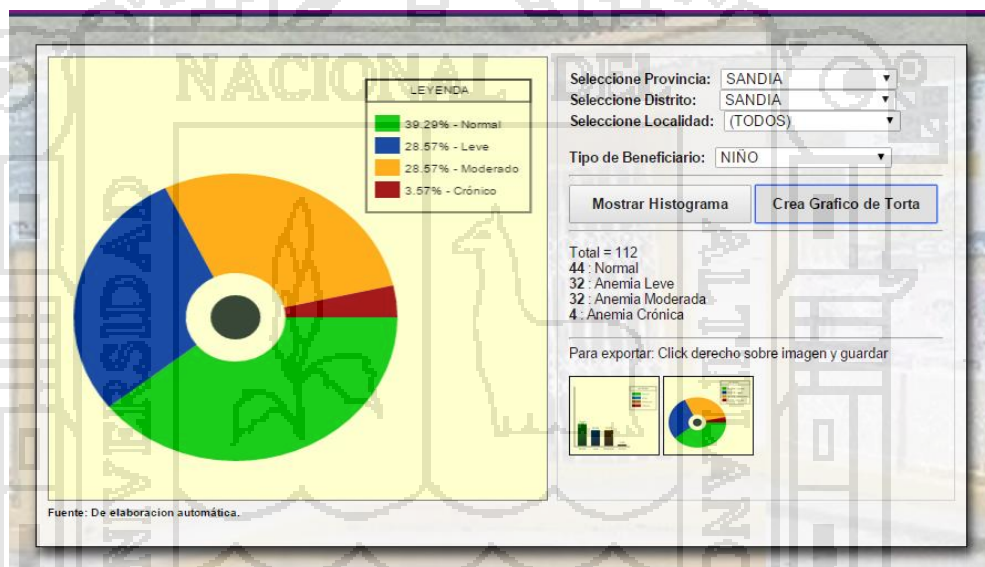 NACIONAL DEL
LEYENDA
39.29% - Normal
28.57% - Leve
28.57% - Moderado
3.57% - Crónico
Fuente: De elaboracion automática.
Seleccione Provincia: SANDIA
Seleccione Distrito: SANDIA
Seleccione Localidad: (TODOS)
Tipo de Beneficiario: NIÑO
Mostrar Histograma
Crea Grafico de Torta
Total = 112
44 : Normal
32 : Anemia Leve
32 : Anemia Moderada
4 : Anemia Crónica
Para exportar: Click derecho sobre imagen y guardar
UNIVERSIDAD